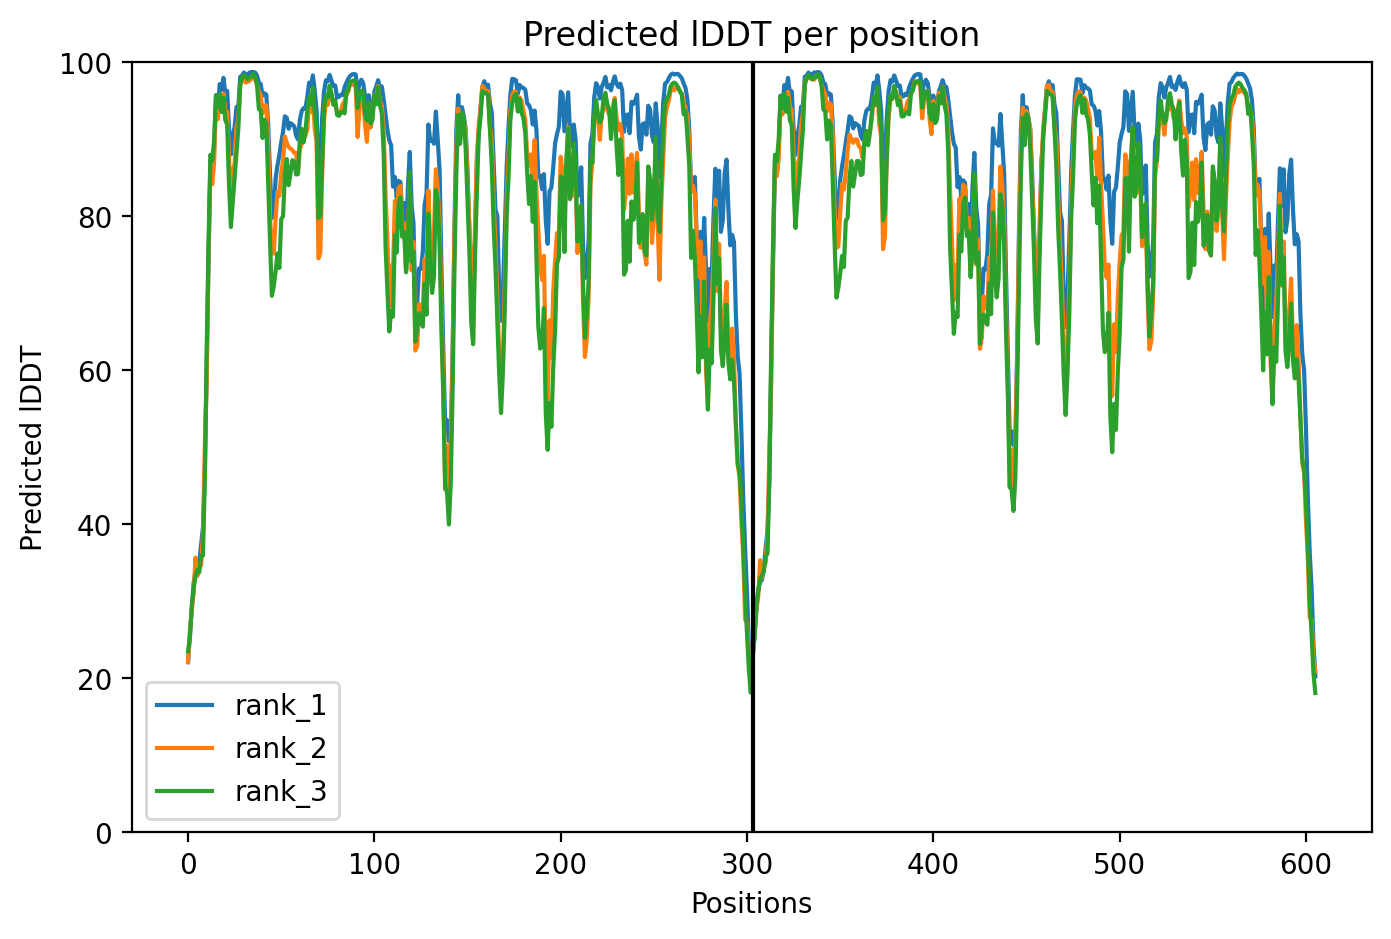 Predicted lDDT per position
100
80
60
40
20
0
Predicted lDDT
rank_1
rank_2
rank_3
0 100 200 300 400 500 600
Positions